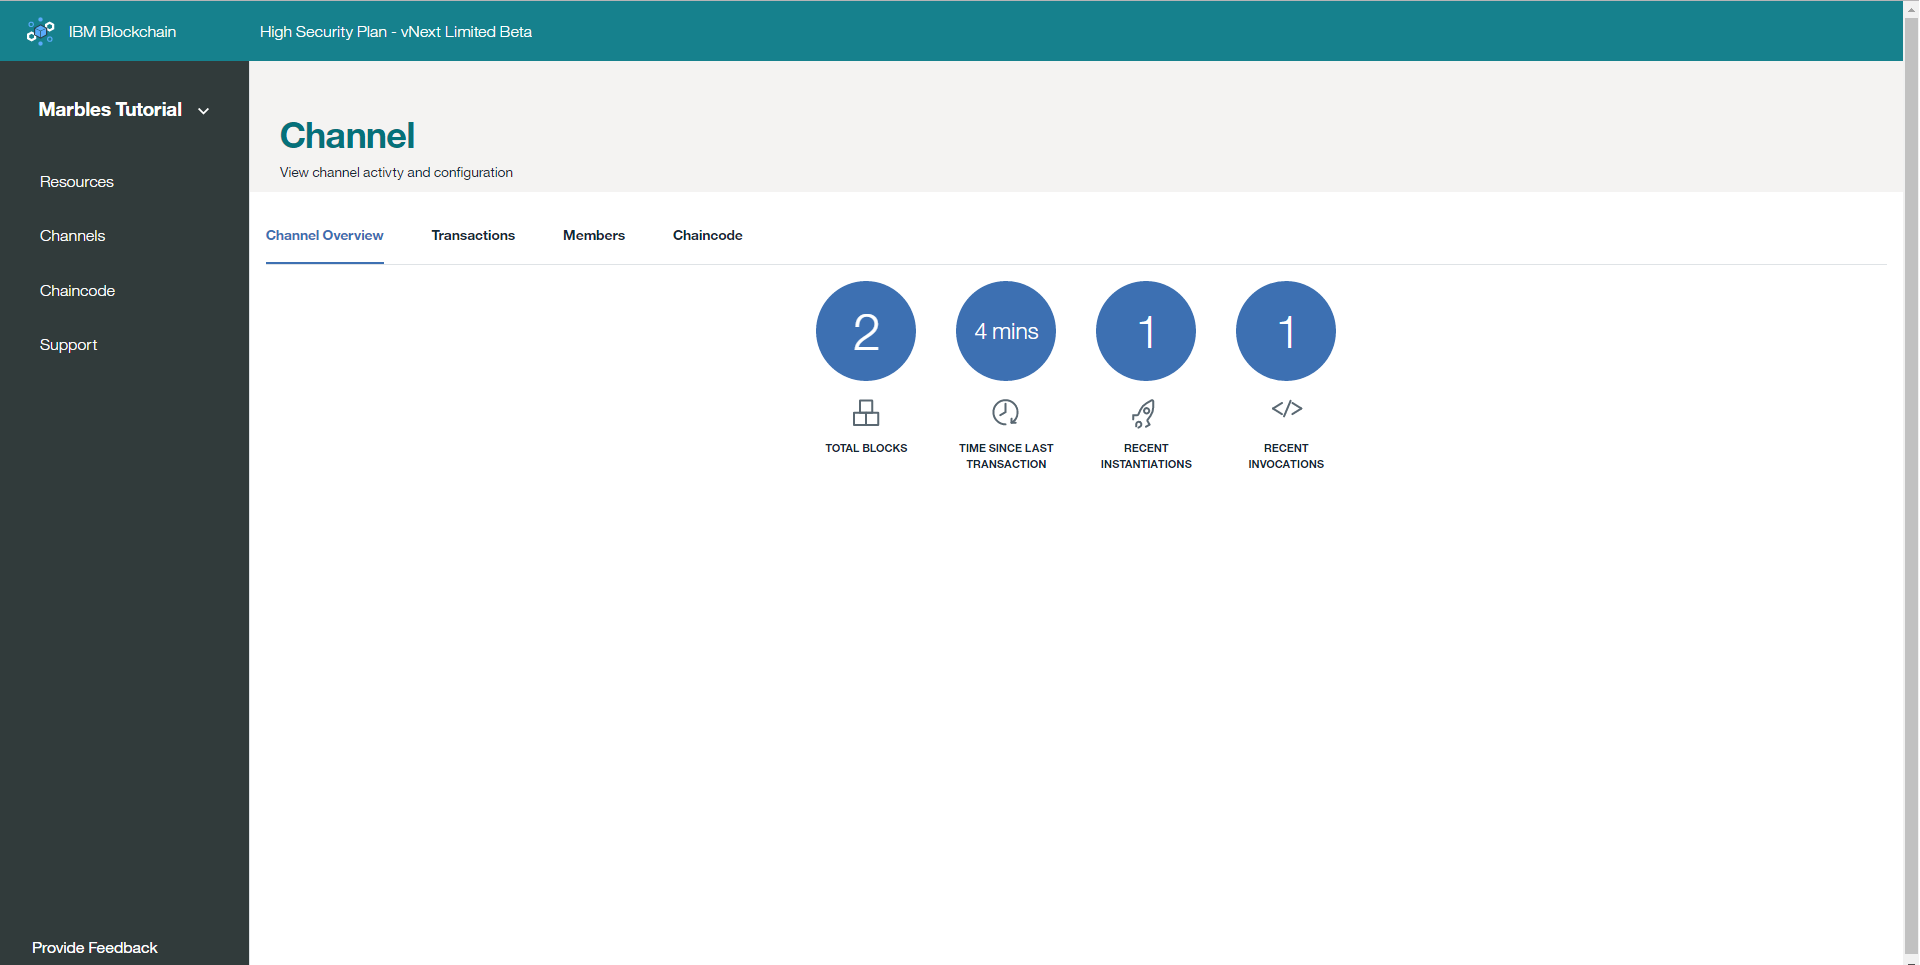 IBM Blockchain
High Security Plan - vNext Limited Beta
Marbles Tutorial
Resources
Channels
Chaincode
Support
Provide Feedback
Channel
View channel activty and configuration
Channel Overview
Transactions
Members
Chaincode
2
TOTAL BLOCKS
4 mins
TIME SINCE LAST
TRANSACTION
1
RECENT
INSTANTIATIONS
1
</>
RECENT
INVOCATIONS